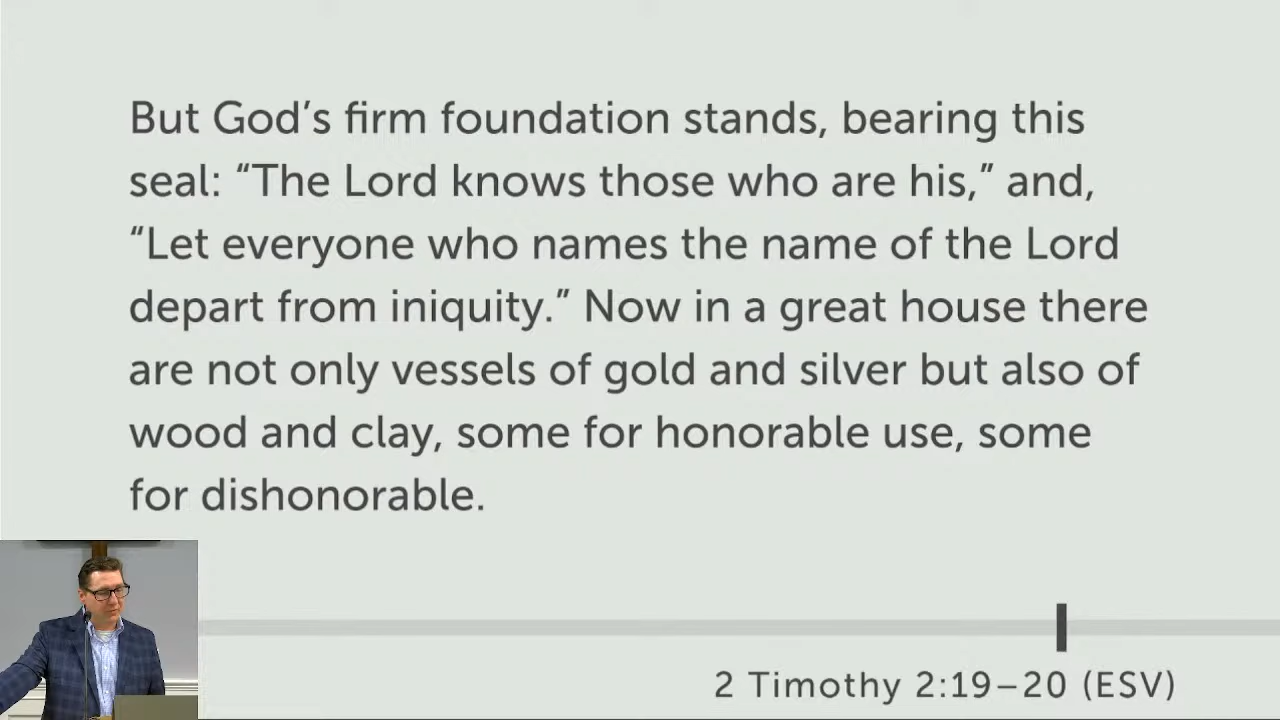 But God’s firm foundation stands, bearing this
seal: “The Lord knows those who are his,” and,
“Let everyone who names the name of the Lord
depart from iniquity.” Now in a great house there
are not only vessels of gold and silver but also of
wood and clay, some for honorable use, some
for dishonorable.
2 Timothy 2:19–20 (ESV)